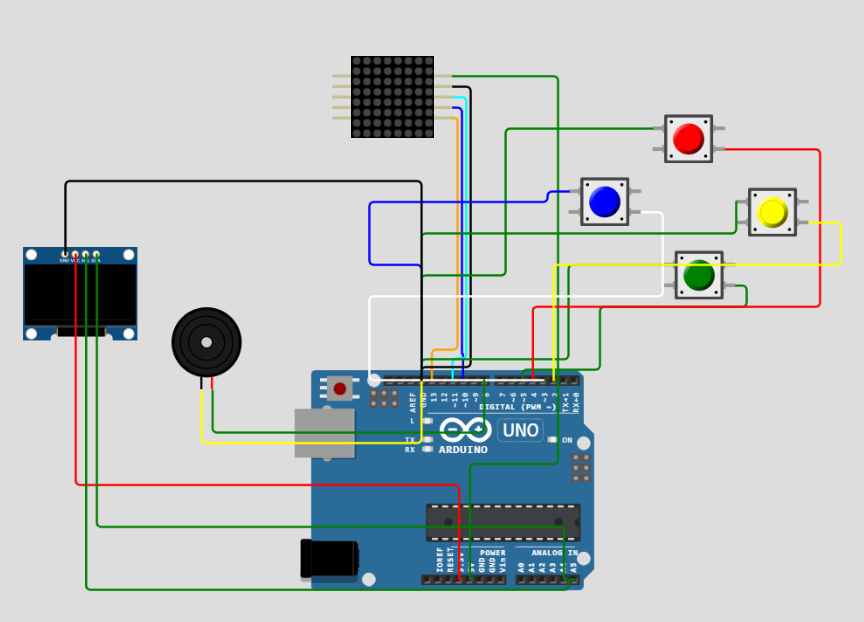 GND VCC SCL SDA
AREF
GND
13
12
~11
~10
~9
8
7
~6
~5
4
~3
2
TX→1
RX←0
DIGITAL (PWM ~)
L
TX
RX
UNO
ON
ARDUINO
IOREF
RESET
3.3V
5V
GND
GND
Vin
POWER
ANALOG IN
A0
A1
A2
A3
A4
A5